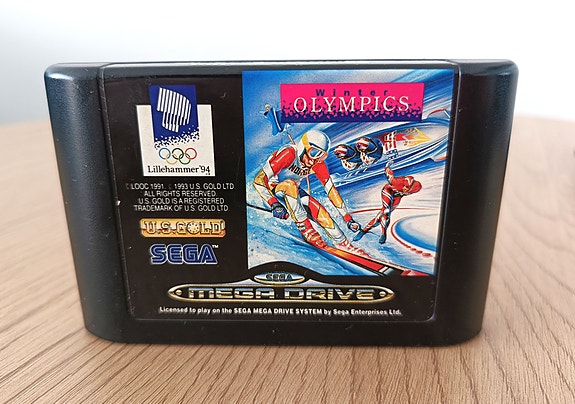 Winter
OLYMPICS
Lillehammer '94
© LOOC 1991. © 1993 U.S. GOLD LTD
ALL RIGHTS RESERVED.
U.S. GOLD IS A REGISTERED
TRADEMARK OF U.S. GOLD LTD
U.S. GOLD
SEGA™
SEGA
MEGA DRIVE
Licensed to play on the SEGA MEGA DRIVE SYSTEM by Sega Enterprises Ltd.